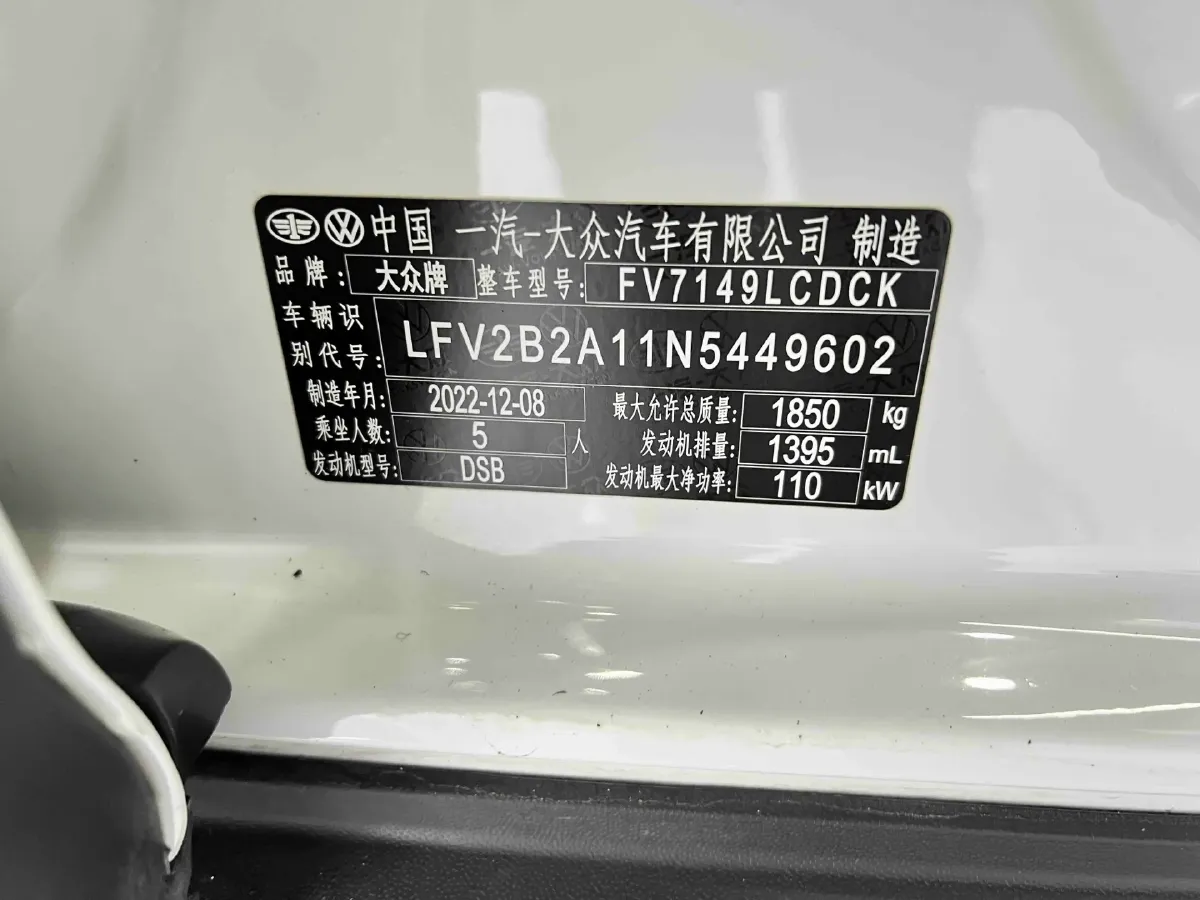 中国 一汽-大众汽车有限公司 制造
品牌: 大众牌 整车型号: FV7149LCDCK
车辆识别代号: LFV2B2A11N5449602
制造年月: 2022-12-08 最大允许总质量: 1850 kg
乘坐人数: 5 人 发动机排量: 1395 mL
发动机型号: DSB 发动机最大净功率: 110 kW